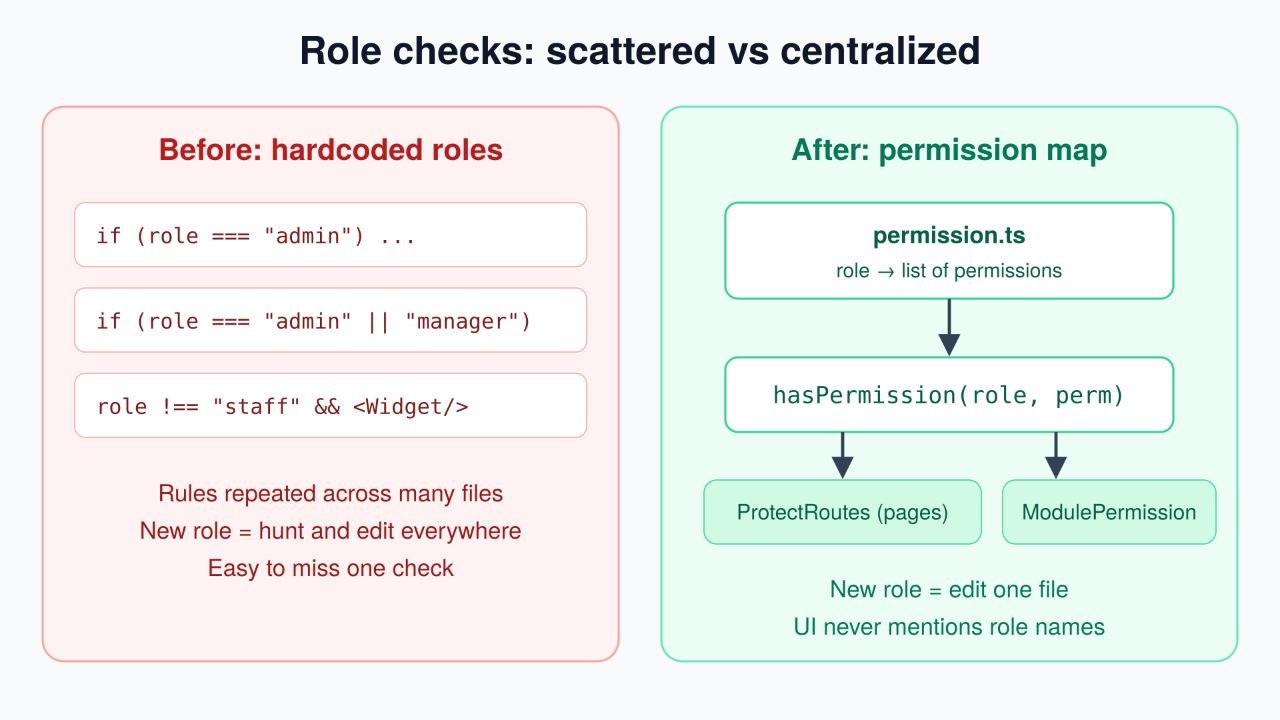 Role checks: scattered vs centralized
Before: hardcoded roles
if (role === "admin") ...
if (role === "admin" || "manager")
role !== "staff" && <Widget/>
Rules repeated across many files
New role = hunt and edit everywhere
Easy to miss one check
After: permission map
permission.ts
role → list of permissions
hasPermission(role, perm)
ProtectRoutes (pages)
ModulePermission
New role = edit one file
UI never mentions role names